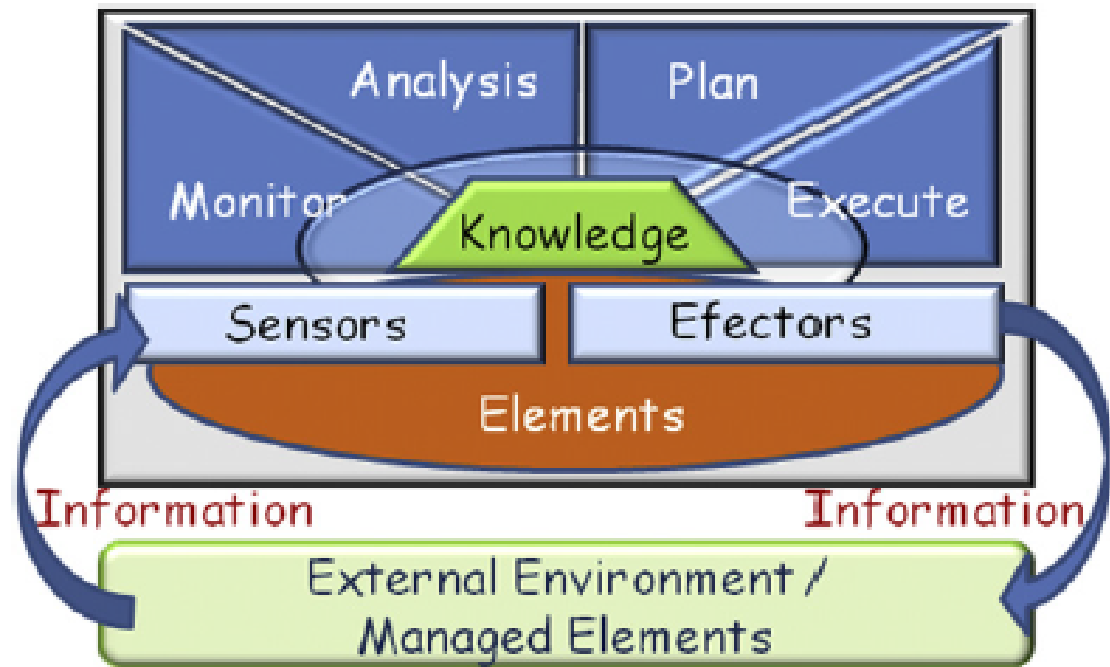 Analysis
Plan
Monitor
Execute
Knowledge
Sensors
Efectors
Elements
Information
Information
External Environment /
Managed Elements